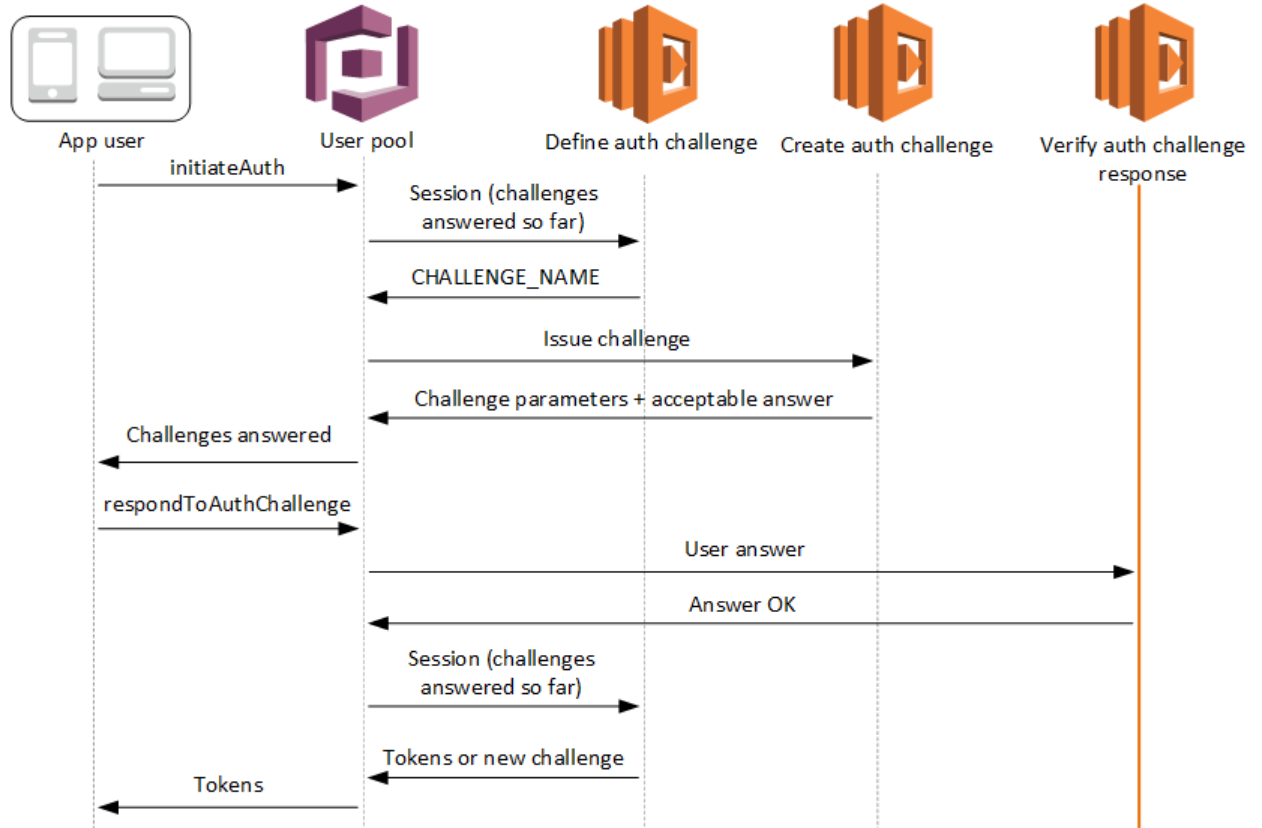 App user
User pool
Define auth challenge
Create auth challenge
Verify auth challenge
response
initiateAuth
Session (challenges
answered so far)
CHALLENGE_NAME
Issue challenge
Challenge parameters + acceptable answer
Challenges answered
respondToAuthChallenge
User answer
Answer OK
Session (challenges
answered so far)
Tokens or new challenge
Tokens